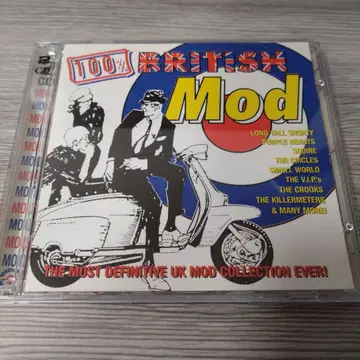 100% BRITISH
Mod
LONG TALL SHORTY
PURPLE HEARTS
SQUIRE
THE CIRCLES
SMALL WORLD
THE V.I.P.s
THE CROOKS
THE KILLERMETERS
& MANY MORE!
THE MOST DEFINITIVE UK MOD COLLECTION EVER!